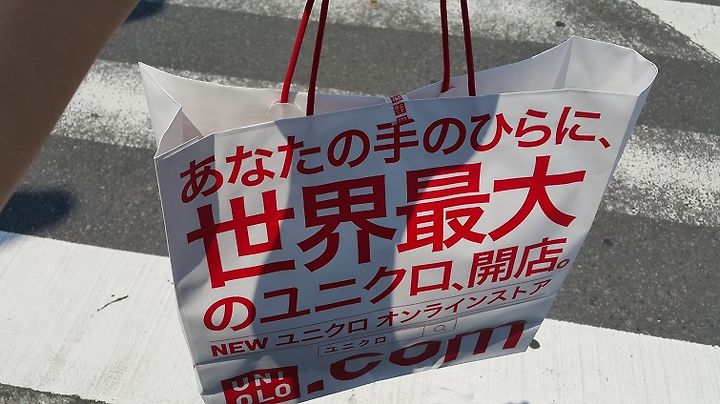 あなたの手のひらに、
世界最大
のユニクロ、開店。
NEW ユニクロ オンラインストア
ユニクロ
UNI
QLO
.com